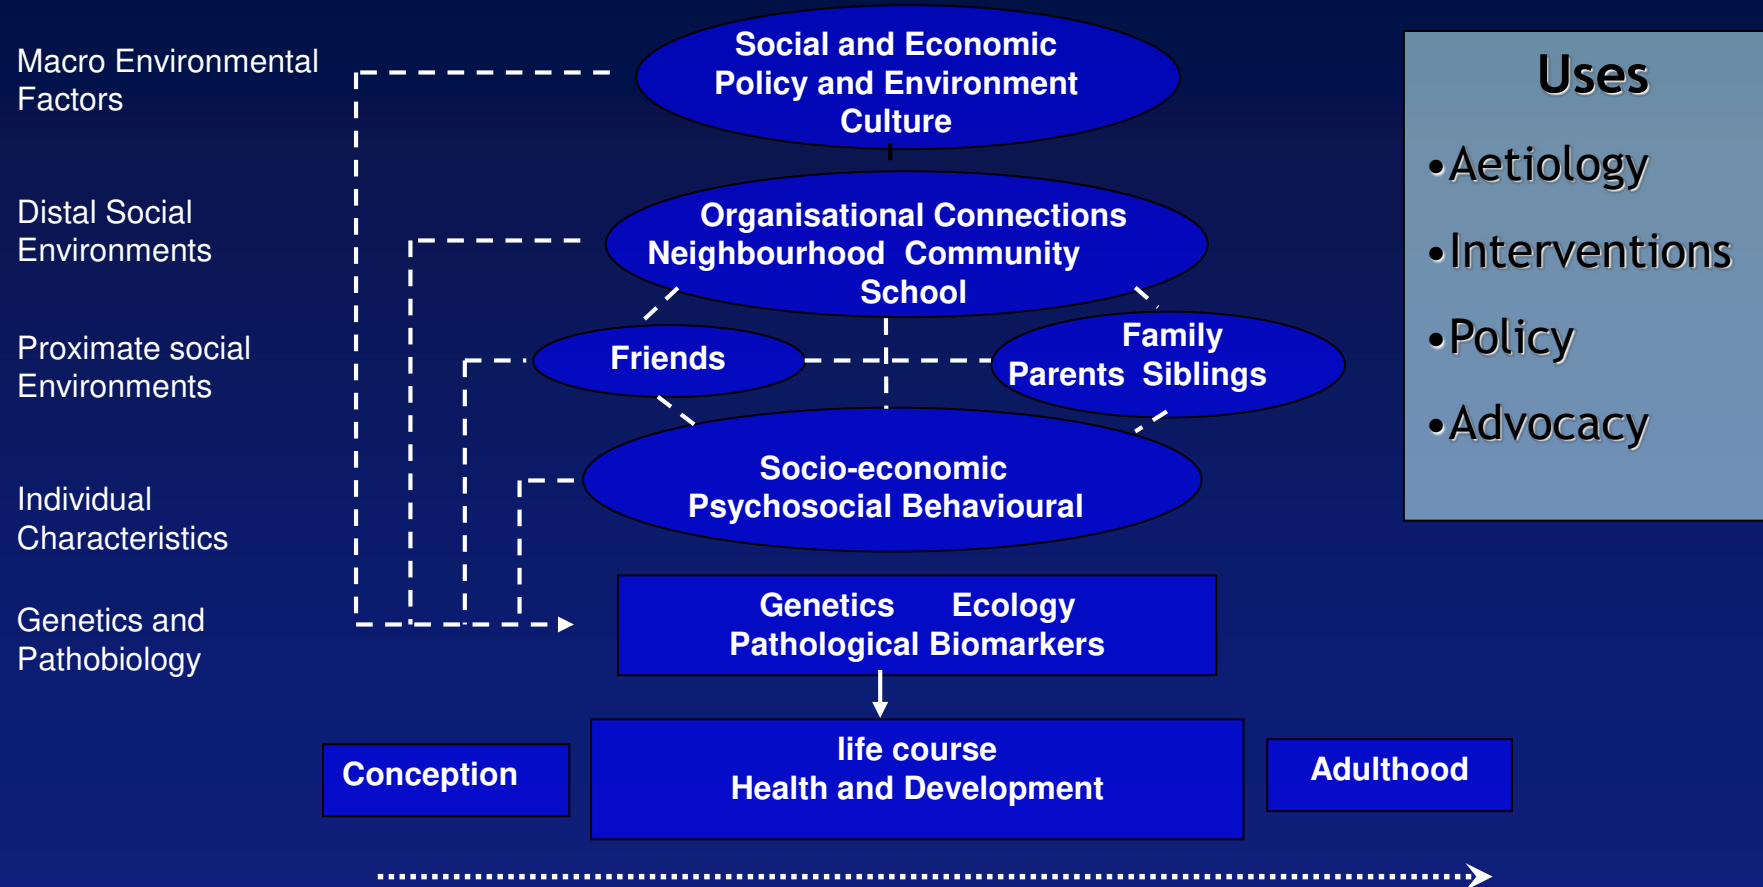 Macro Environmental
Factors
Social and Economic
Policy and Environment
Culture
Distal Social
Environments
Organisational Connections
Neighbourhood Community
School
Proximate social
Environments
Friends
Family
Parents Siblings
Individual
Characteristics
Socio-economic
Psychosocial Behavioural
Genetics and
Pathobiology
Genetics Ecology
Pathological Biomarkers
Conception
life course
Health and Development
Adulthood
Uses
•Aetiology
•Interventions
•Policy
•Advocacy